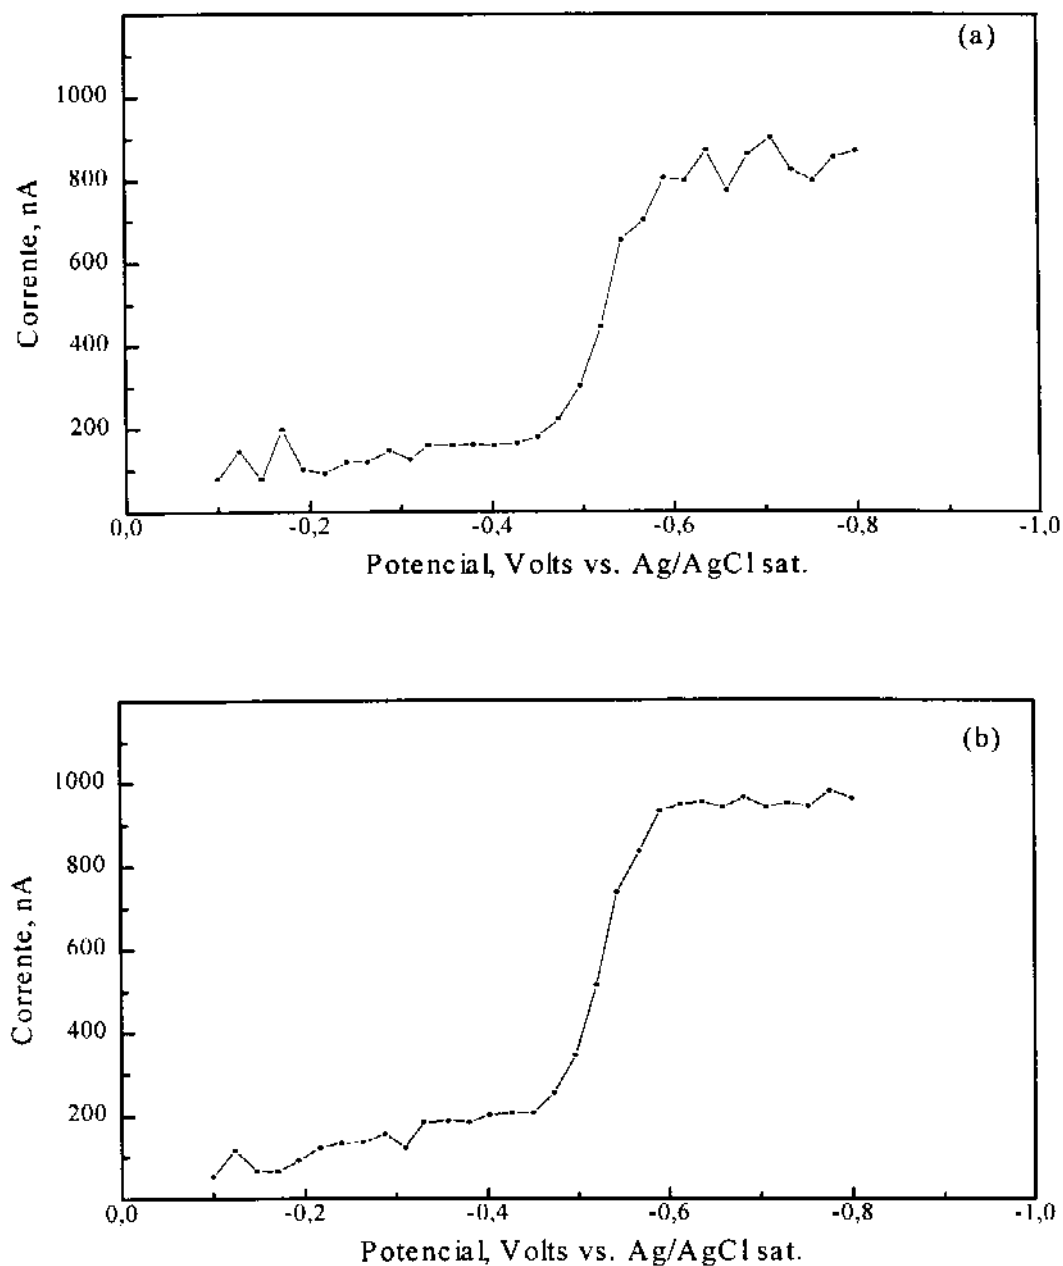 (a)
1000
800
600
400
200
Corrente, nA
0,0 -0,2 -0,4 -0,6 -0,8 -1,0
Potencial, Volts vs. Ag/AgCl sat.
(b)
1000
800
600
400
200
Corrente, nA
0,0 -0,2 -0,4 -0,6 -0,8 -1,0
Potencial, Volts vs. Ag/AgCl sat.